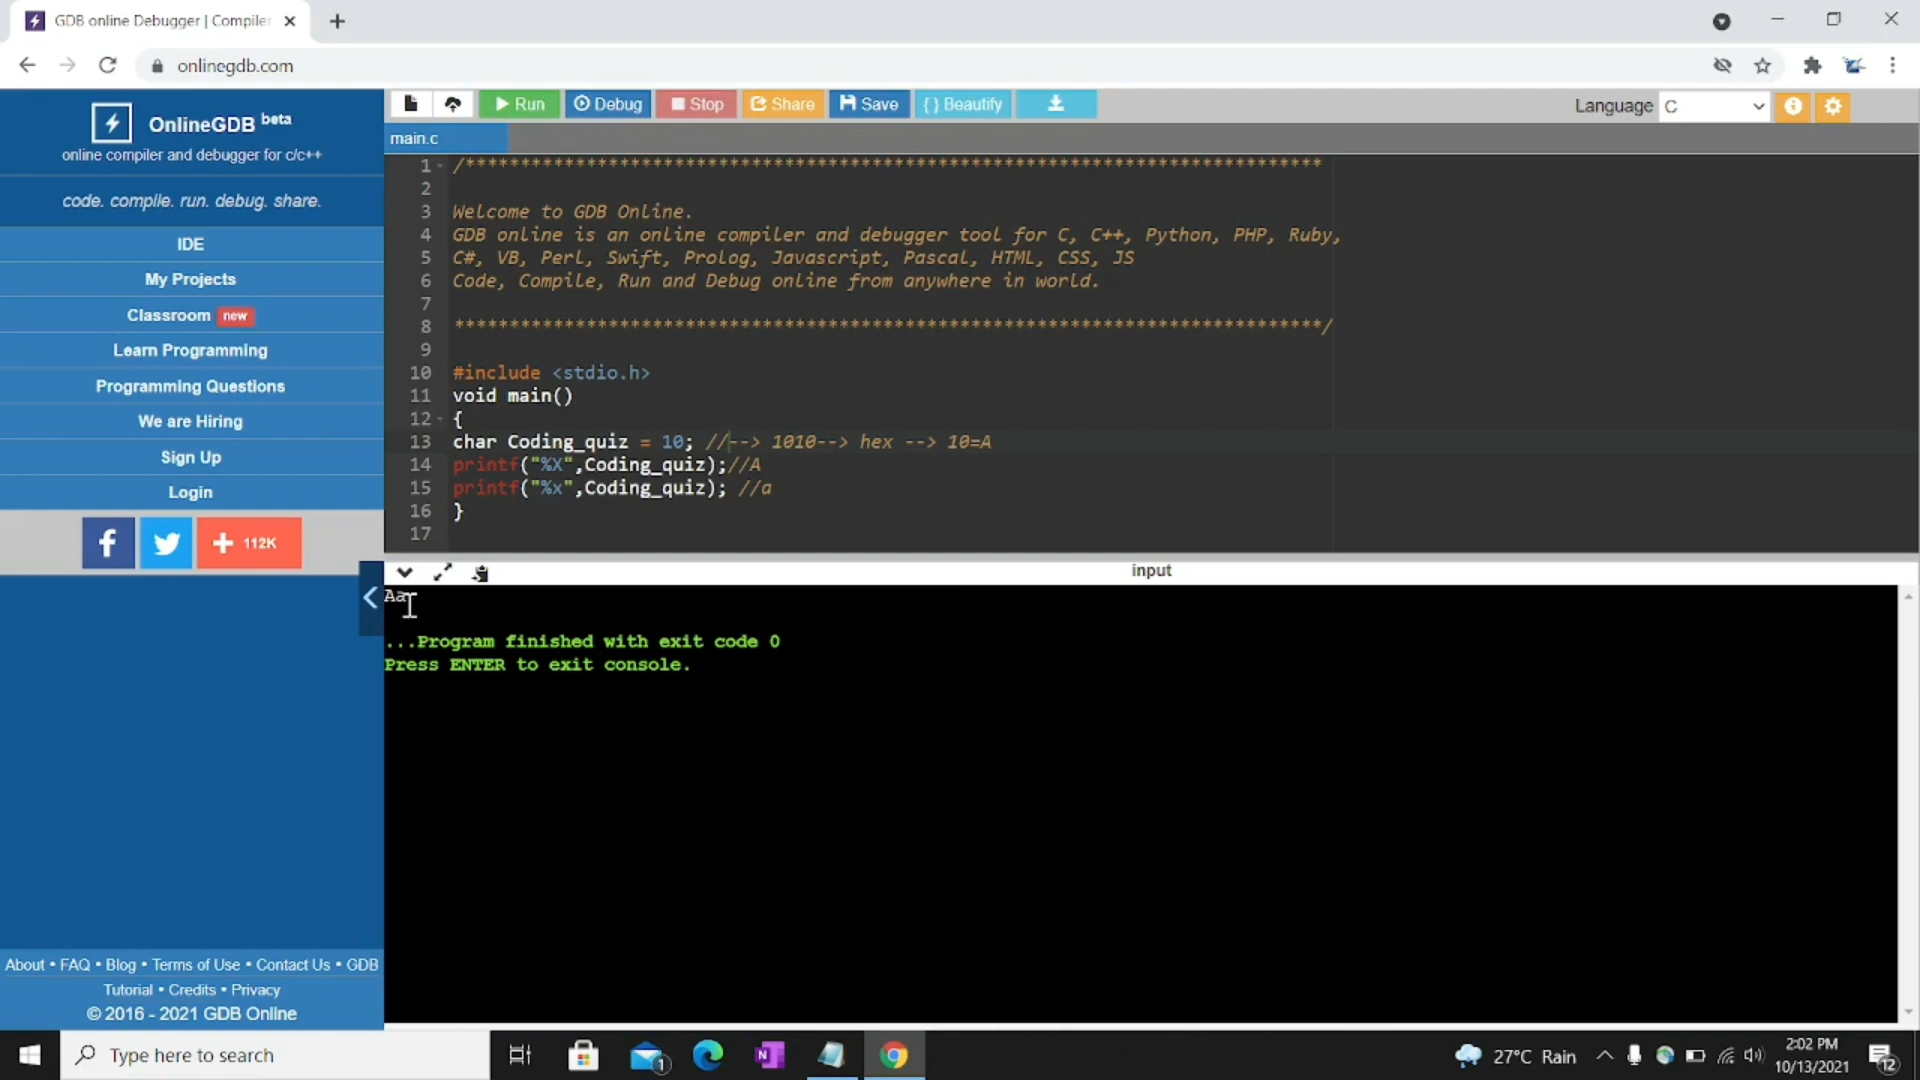 GDB online Debugger | Compiler
onlinegdb.com
OnlineGDB beta
online compiler and debugger for c/c++
code. compile. run. debug. share.
IDE
My Projects
Classroom new
Learn Programming
Programming Questions
We are Hiring
Sign Up
Login
112K
About • FAQ • Blog • Terms of Use • Contact Us • GDB
Tutorial • Credits • Privacy
© 2016 - 2021 GDB Online
Run Debug Stop Share Save {} Beautify
Language C
main.c
1 /******************************************************************************
2
3 Welcome to GDB Online.
4 GDB online is an online compiler and debugger tool for C, C++, Python, PHP, Ruby,
5 C#, VB, Perl, Swift, Prolog, Javascript, Pascal, HTML, CSS, JS
6 Code, Compile, Run and Debug online from anywhere in world.
7
8 *******************************************************************************/
9
10 #include <stdio.h>
11 void main()
12 {
13 char Coding_quiz = 10; //--> 1010--> hex --> 10=A
14 printf("%X",Coding_quiz);//A
15 printf("%x",Coding_quiz); //a
16 }
17
input
Aa
...Program finished with exit code 0
Press ENTER to exit console.
Type here to search
1
27°C Rain
2:02 PM
10/13/2021
12